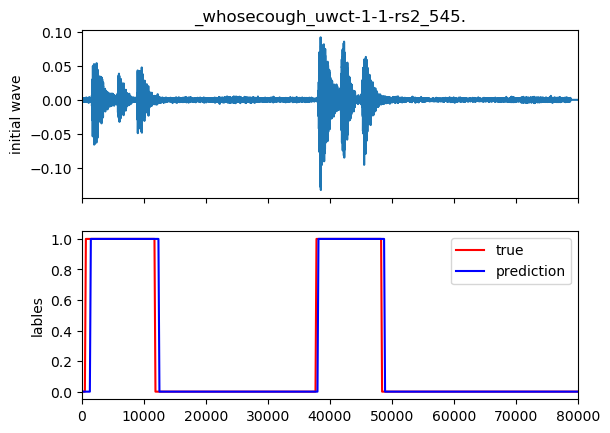 _whosecough_uwct-1-1-rs2_545.
initial wave
0.10
0.05
0.00
−0.05
−0.10
lables
1.0
0.8
0.6
0.4
0.2
0.0
true
prediction
0 10000 20000 30000 40000 50000 60000 70000 80000